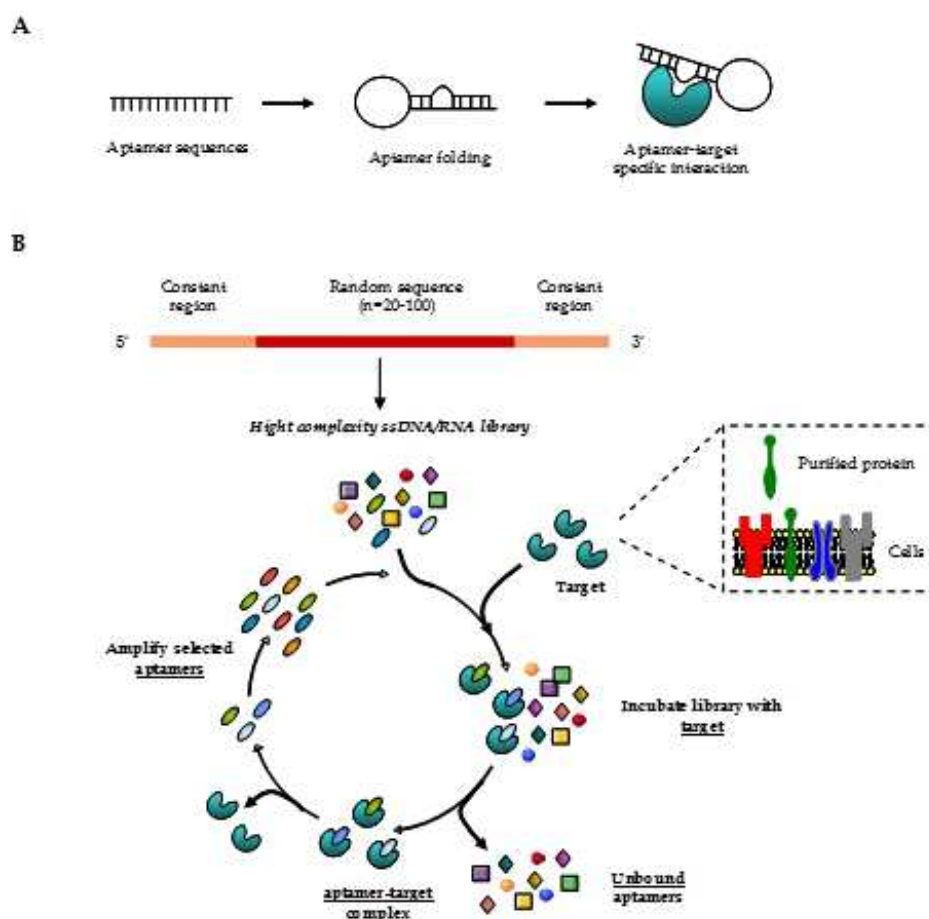 A
Aptamer sequences
Aptamer folding
Aptamer-target
specific interaction
B
Constant
region
Random sequence
(n=20-100)
Constant
region
5'
3'
Hight complexity ssDNA/RNA library
Purified protein
Cells
Target
Amplify selected
aptamers
Incubate library with
target
Unbound
aptamers
aptamer-target
complex